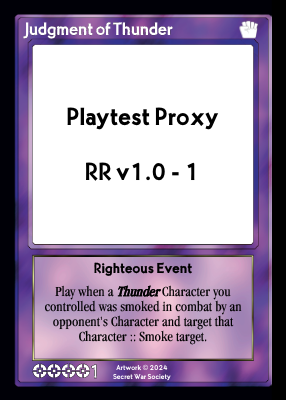 Judgment of Thunder
Playtest Proxy
RR v1.0 - 1
Righteous Event
Play when a Thunder Character you
controlled was smoked in combat by an
opponent's Character and target that
Character :: Smoke target.
1
Artwork © 2024
Secret War Society